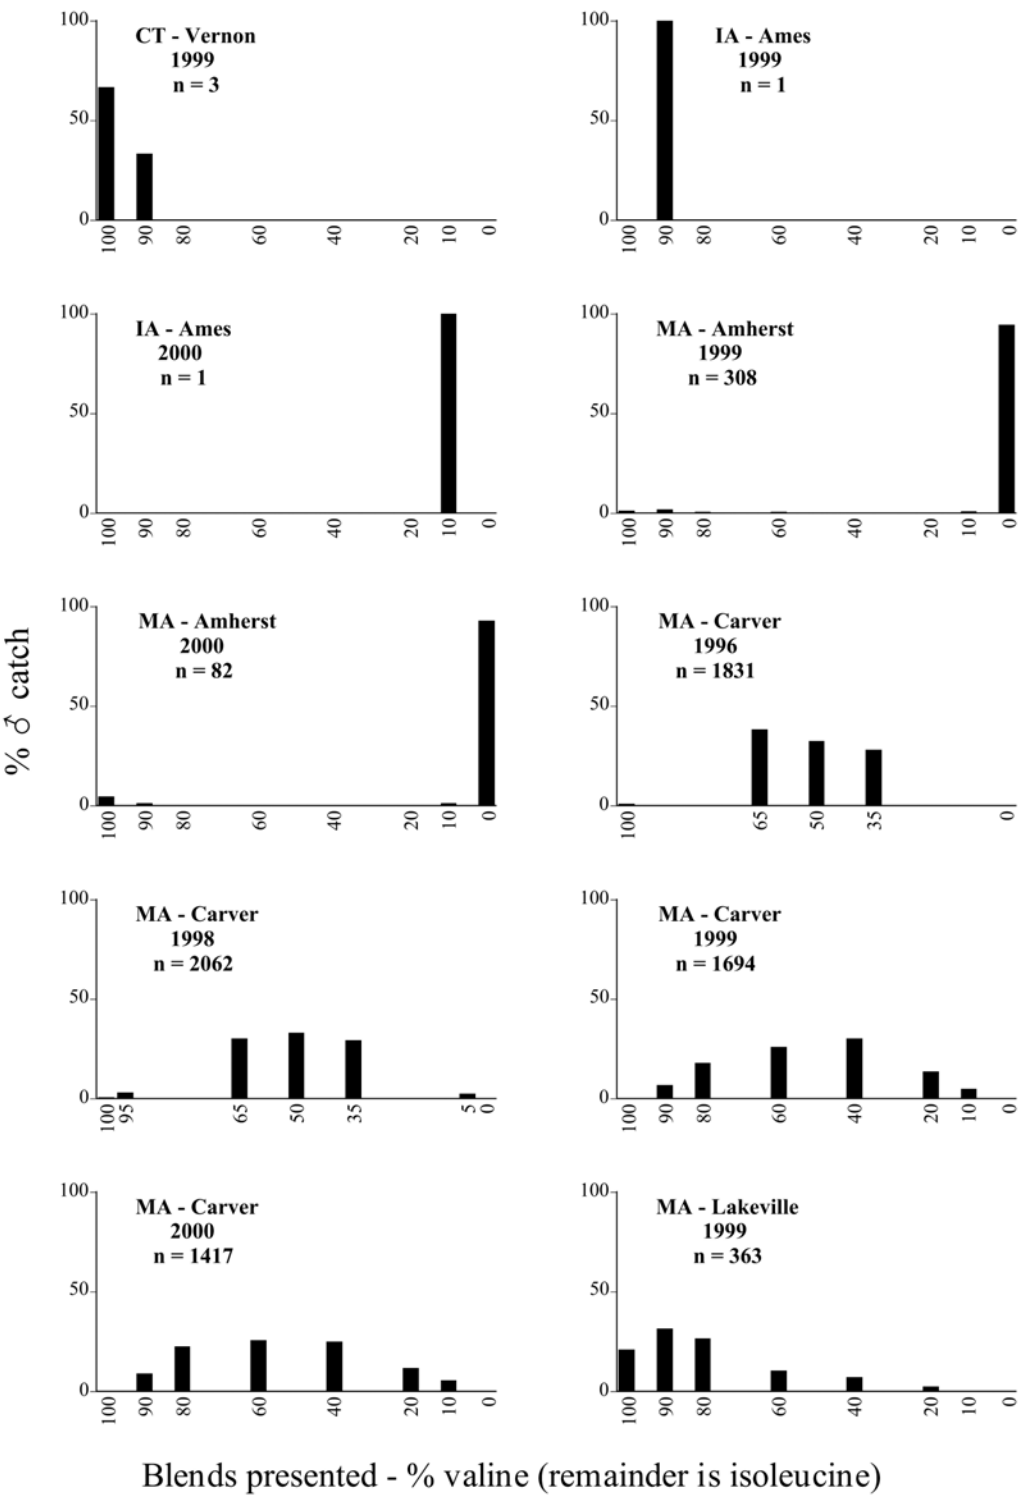 100
50
0
CT - Vernon
1999
n = 3
100 90 80 60 40 20 10 0
100
50
0
IA - Ames
1999
n = 1
100 90 80 60 40 20 10 0
100
50
0
IA - Ames
2000
n = 1
100 90 80 60 40 20 10 0
100
50
0
MA - Amherst
1999
n = 308
100 90 80 60 40 20 10 0
% ♂ catch
100
50
0
MA - Amherst
2000
n = 82
100 90 80 60 40 20 10 0
100
50
0
MA - Carver
1996
n = 1831
100 65 50 35 0
100
50
0
MA - Carver
1998
n = 2062
100 95 65 50 35 5 0
100
50
0
MA - Carver
1999
n = 1694
100 90 80 60 40 20 10 0
100
50
0
MA - Carver
2000
n = 1417
100 90 80 60 40 20 10 0
100
50
0
MA - Lakeville
1999
n = 363
100 90 80 60 40 20 10 0
Blends presented - % valine (remainder is isoleucine)